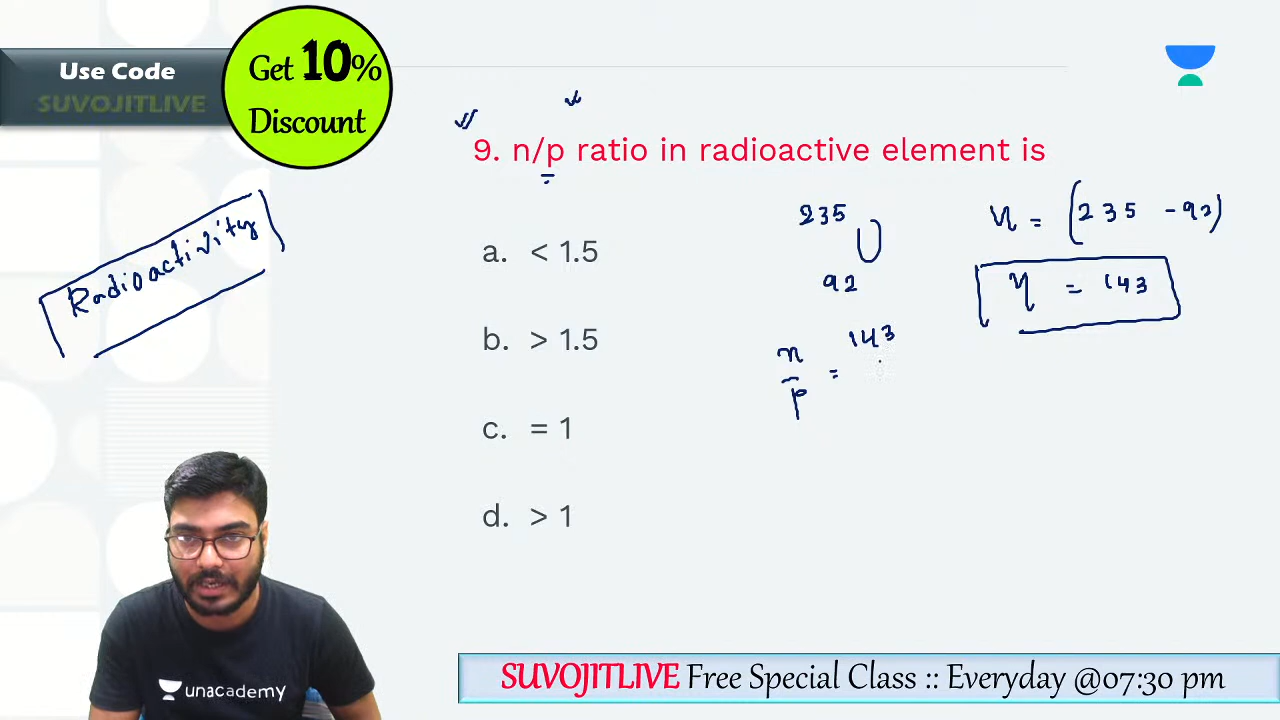 Use Code
SUVOJITLIVE
Get 10%
Discount
9. n/p ratio in radioactive element is
a. < 1.5
b. > 1.5
c. = 1
d. > 1
Radioactivity
235
U
92
n = (235 - 92)
n = 143
n/p = 143
unacademy
SUVOJITLIVE Free Special Class :: Everyday @07:30 pm